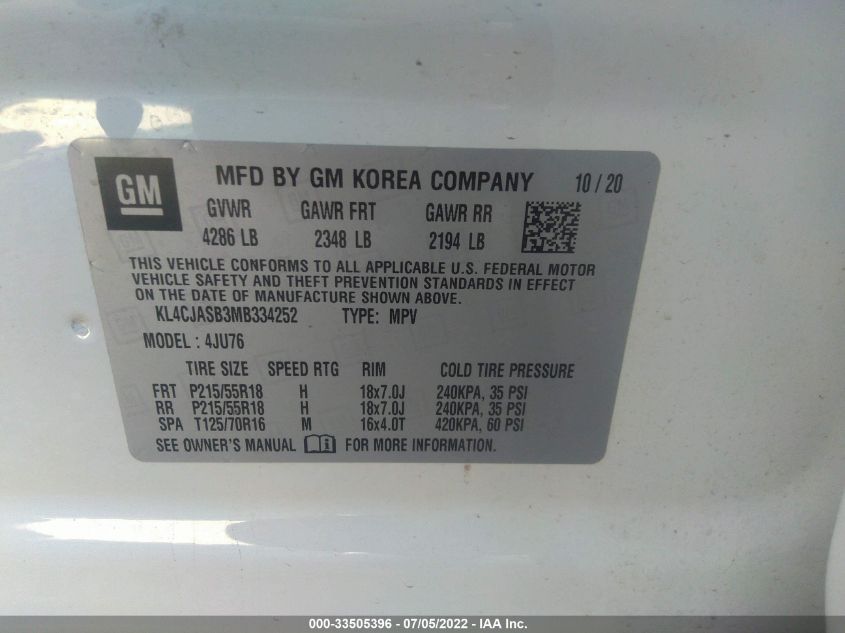 GM
MFD BY GM KOREA COMPANY 10/20
GVWR GAWR FRT GAWR RR
4286 LB 2348 LB 2194 LB
THIS VEHICLE CONFORMS TO ALL APPLICABLE U.S. FEDERAL MOTOR
VEHICLE SAFETY AND THEFT PREVENTION STANDARDS IN EFFECT
ON THE DATE OF MANUFACTURE SHOWN ABOVE.
KL4CJASB3MB334252 TYPE: MPV
MODEL: 4JU76
TIRE SIZE SPEED RTG RIM COLD TIRE PRESSURE
FRT P215/55R18 H 18x7.0J 240KPA, 35 PSI
RR P215/55R18 H 18x7.0J 240KPA, 35 PSI
SPA T125/70R16 M 16x4.0T 420KPA, 60 PSI
SEE OWNER'S MANUAL i FOR MORE INFORMATION.
000-33505396 - 07/05/2022 - IAA Inc.